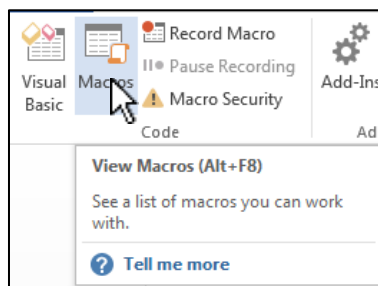 Visual Basic
Macros
Record Macro
Pause Recording
Macro Security
Add-Ins
Code
Ad
View Macros (Alt+F8)
See a list of macros you can work
with.
Tell me more